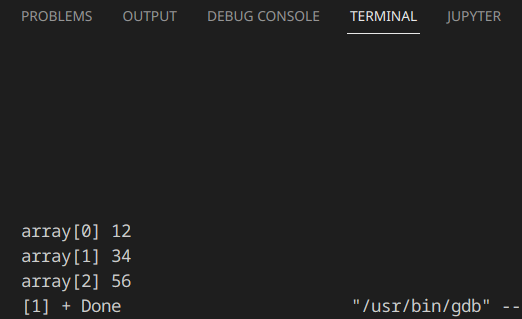 PROBLEMS OUTPUT DEBUG CONSOLE TERMINAL JUPYTER
array[0] 12
array[1] 34
array[2] 56
[1] + Done "/usr/bin/gdb" --